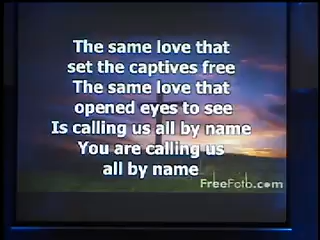 The same love that
set the captives free
The same love that
opened eyes to see
Is calling us all by name
You are calling us
all by name
FreeFoto.com